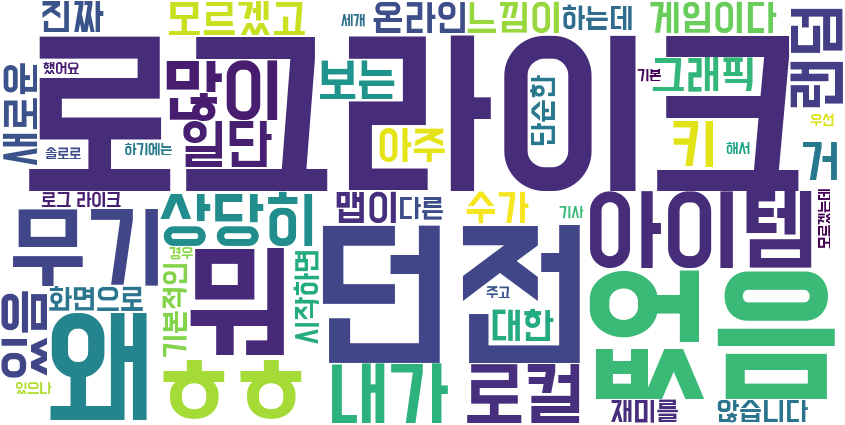 진짜
모르겠고
세개
온라인
느낌이
하는데
게임이다
랜덤
새로운
했어요
로그라이크
많이
보는
단순한
기본
그래픽
우선
솔로로
하기에는
일단
아주
키
해서
거
로그 라이크
상당히
맵이
다른
수가
기사
아이템
모르겠는데
무기
경우
기본적인
뭐
시작하면
던전
주고
대한
없음
있음
화면으로
왜
있으나
ㅎㅎ
내가
로컬
재미를
않습니다